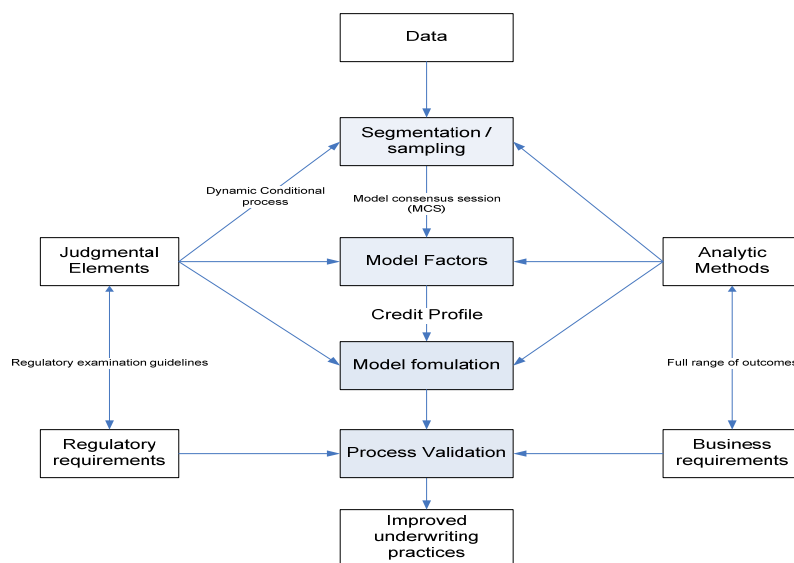 Data
Segmentation /
sampling
Dynamic Conditional
process
Model consensus session
(MCS)
Judgmental
Elements
Model Factors
Analytic
Methods
Credit Profile
Regulatory examination guidelines
Model fomulation
Full range of outcomes
Regulatory
requirements
Process Validation
Business
requirements
Improved
underwriting
practices